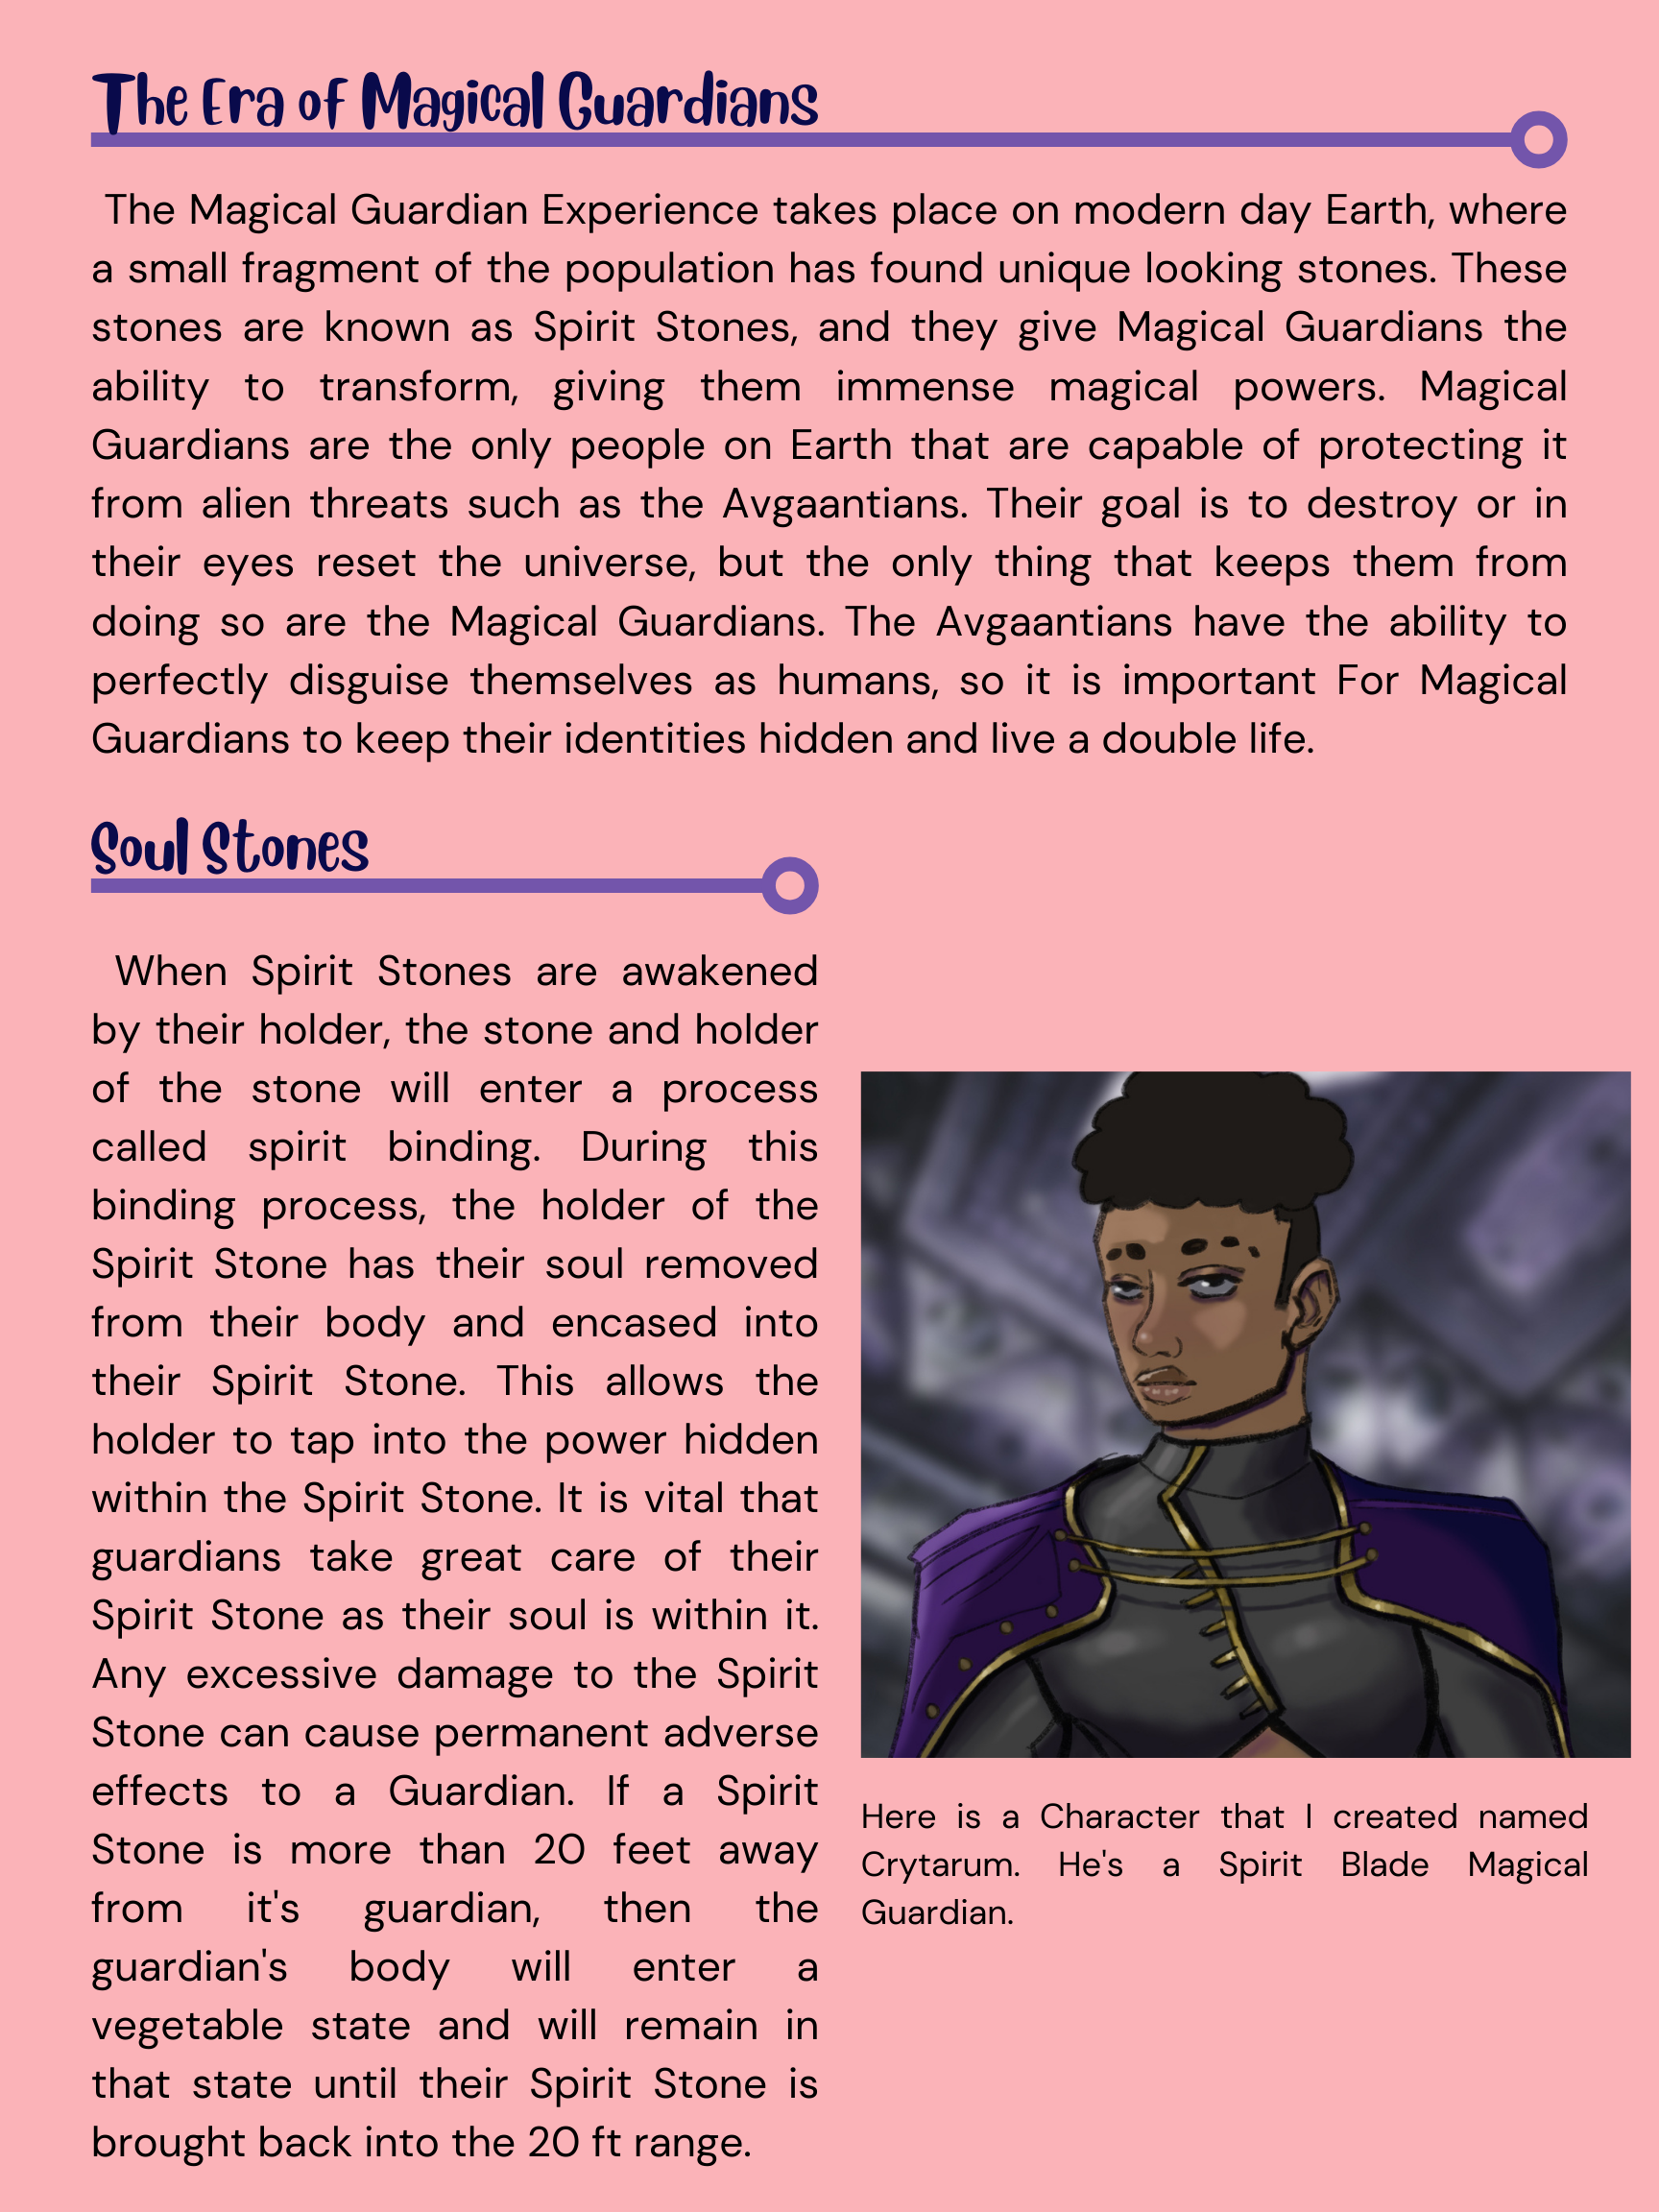 The Era of Magical Guardians
The Magical Guardian Experience takes place on modern day Earth, where
a small fragment of the population has found unique looking stones. These
stones are known as Spirit Stones, and they give Magical Guardians the
ability to transform, giving them immense magical powers. Magical
Guardians are the only people on Earth that are capable of protecting it
from alien threats such as the Avgaantians. Their goal is to destroy or in
their eyes reset the universe, but the only thing that keeps them from
doing so are the Magical Guardians. The Avgaantians have the ability to
perfectly disguise themselves as humans, so it is important For Magical
Guardians to keep their identities hidden and live a double life.
Soul Stones
When Spirit Stones are awakened
by their holder, the stone and holder
of the stone will enter a process
called spirit binding. During this
binding process, the holder of the
Spirit Stone has their soul removed
from their body and encased into
their Spirit Stone. This allows the
holder to tap into the power hidden
within the Spirit Stone. It is vital that
guardians take great care of their
Spirit Stone as their soul is within it.
Any excessive damage to the Spirit
Stone can cause permanent adverse
effects to a Guardian. If a Spirit
Stone is more than 20 feet away
from it's guardian, then the
guardian's body will enter a
vegetable state and will remain in
that state until their Spirit Stone is
brought back into the 20 ft range.
Here is a Character that I created named
Crytarum. He's a Spirit Blade Magical
Guardian.